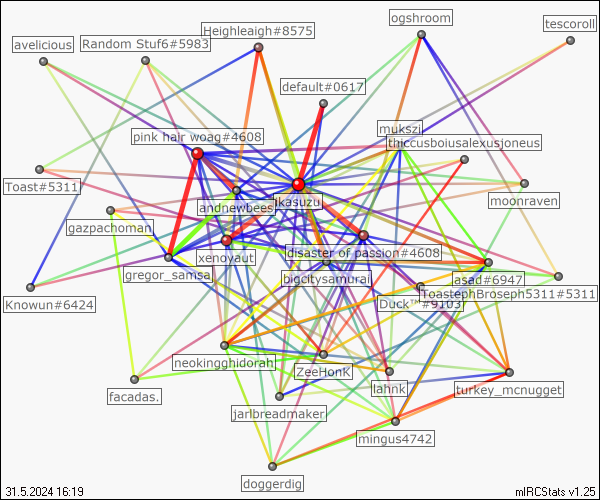 ogshroom
tescoroll
Heighleaigh#8575
avelicious
Random Stuf6#5983
default#0617
mukszi
pink hair woag#4608
thiccusboiusalexusjoneus
Toast#5311
moonraven
andnewbees
ikasuzu
gazpachoman
disaster of passion#4608
xenoyaut
gregor_samsa
bigcitysamurai
asad#6947
ToastephBroseph5311#5311
Knowun#6424
Duck™#9103
neokingghidorah
ZeeHonK
lahnk
turkey_mcnugget
facadas.
jarlbreadmaker
mingus4742
doggerdig
31.5.2024 16:19
mIRCStats v1.25